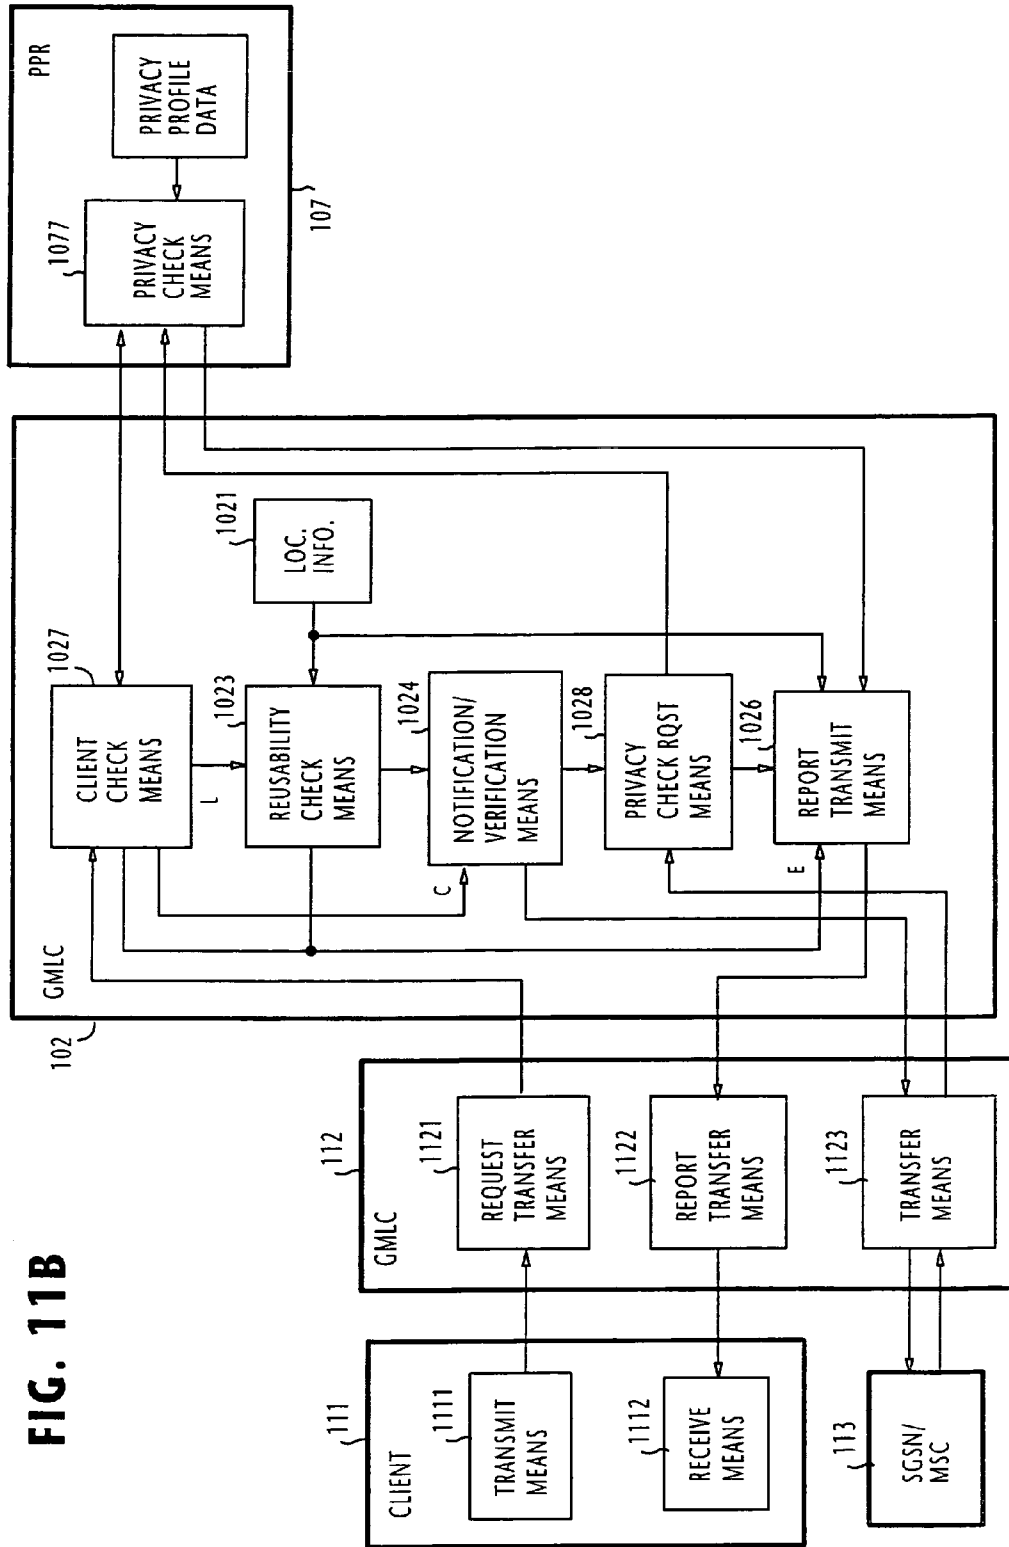 FIG. 11B
111
CLIENT
1111
TRANSMIT
MEANS
1112
RECEIVE
MEANS
113
SGSN/
MSC
112
GMLC
1121
REQUEST
TRANSFER
MEANS
1122
REPORT
TRANSFER
MEANS
1123
TRANSFER
MEANS
102
GMLC
1027
CLIENT
CHECK
MEANS
L
1023
REUSABILITY
CHECK
MEANS
1021
LOC.
INFO.
C
1024
NOTIFICATION/
VERIFICATION
MEANS
1028
PRIVACY
CHECK RQST
MEANS
E
1026
REPORT
TRANSMIT
MEANS
PPR
1077
PRIVACY
CHECK
MEANS
PRIVACY
PROFILE
DATA
107